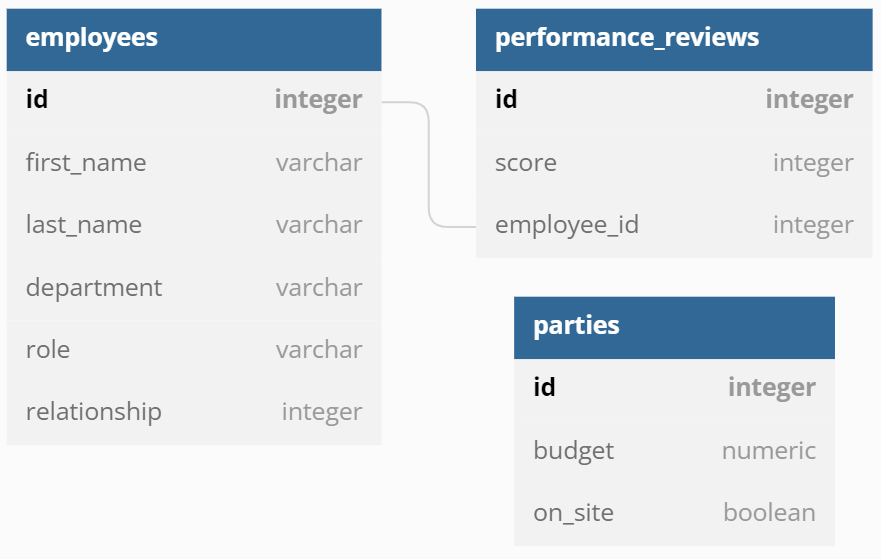 employees
id integer
first_name varchar
last_name varchar
department varchar
role varchar
relationship integer
performance_reviews
id integer
score integer
employee_id integer
parties
id integer
budget numeric
on_site boolean